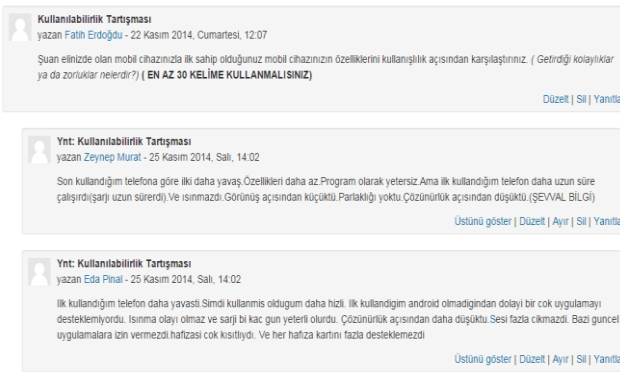 Kullanılabilirlik Tartışması
yazan Fatih Erdoğdu - 22 Kasım 2014, Cumartesi, 12:07
Şuan elinizde olan mobil cihazınızla ilk sahip olduğunuz mobil cihazınızın özelliklerini kullanışlılık açısından karşılaştırınız. ( Getirdiği kolaylıklar
ya da zorluklar nelerdir?) ( EN AZ 30 KELİME KULLANMALISINIZ)
Düzelt | Sil | Yanıtla
Ynt: Kullanılabilirlik Tartışması
yazan Zeynep Murat - 25 Kasım 2014, Salı, 14:02
Son kullandığım telefona göre ilki daha yavaş.Özellikleri daha az.Program olarak yetersiz.Ama ilk kullandığım telefon daha uzun süre
çalışırdı(şarjı uzun sürerdi).Ve ısınmazdı.Görünüş açısından küçüktü.Parlaklığı yoktu.Çözünürlük açısından düşüktü.(ŞEVVAL BİLGİ)
Üstünü göster | Düzelt | Ayır | Sil | Yanıtla
Ynt: Kullanılabilirlik Tartışması
yazan Eda Pinal - 25 Kasım 2014, Salı, 14:02
Ilk kullandığım telefon daha yavasti.Simdi kullanmis oldugum daha hizli. Ilk kullandigim android olmadigindan dolayi bir cok uygulamayı
desteklemiyordu. Isınma olayı olmaz ve sarji bi kac gun yeterli olurdu. Çözünürlük açısından daha düşüktü.Sesi fazla cikmazdi. Bazi guncel
uygulamalara izin vermezdi.hafizasi cok kısıtlıydı. Ve her hafıza kartını fazla desteklemezdi
Üstünü göster | Düzelt | Ayır | Sil | Yanıtla